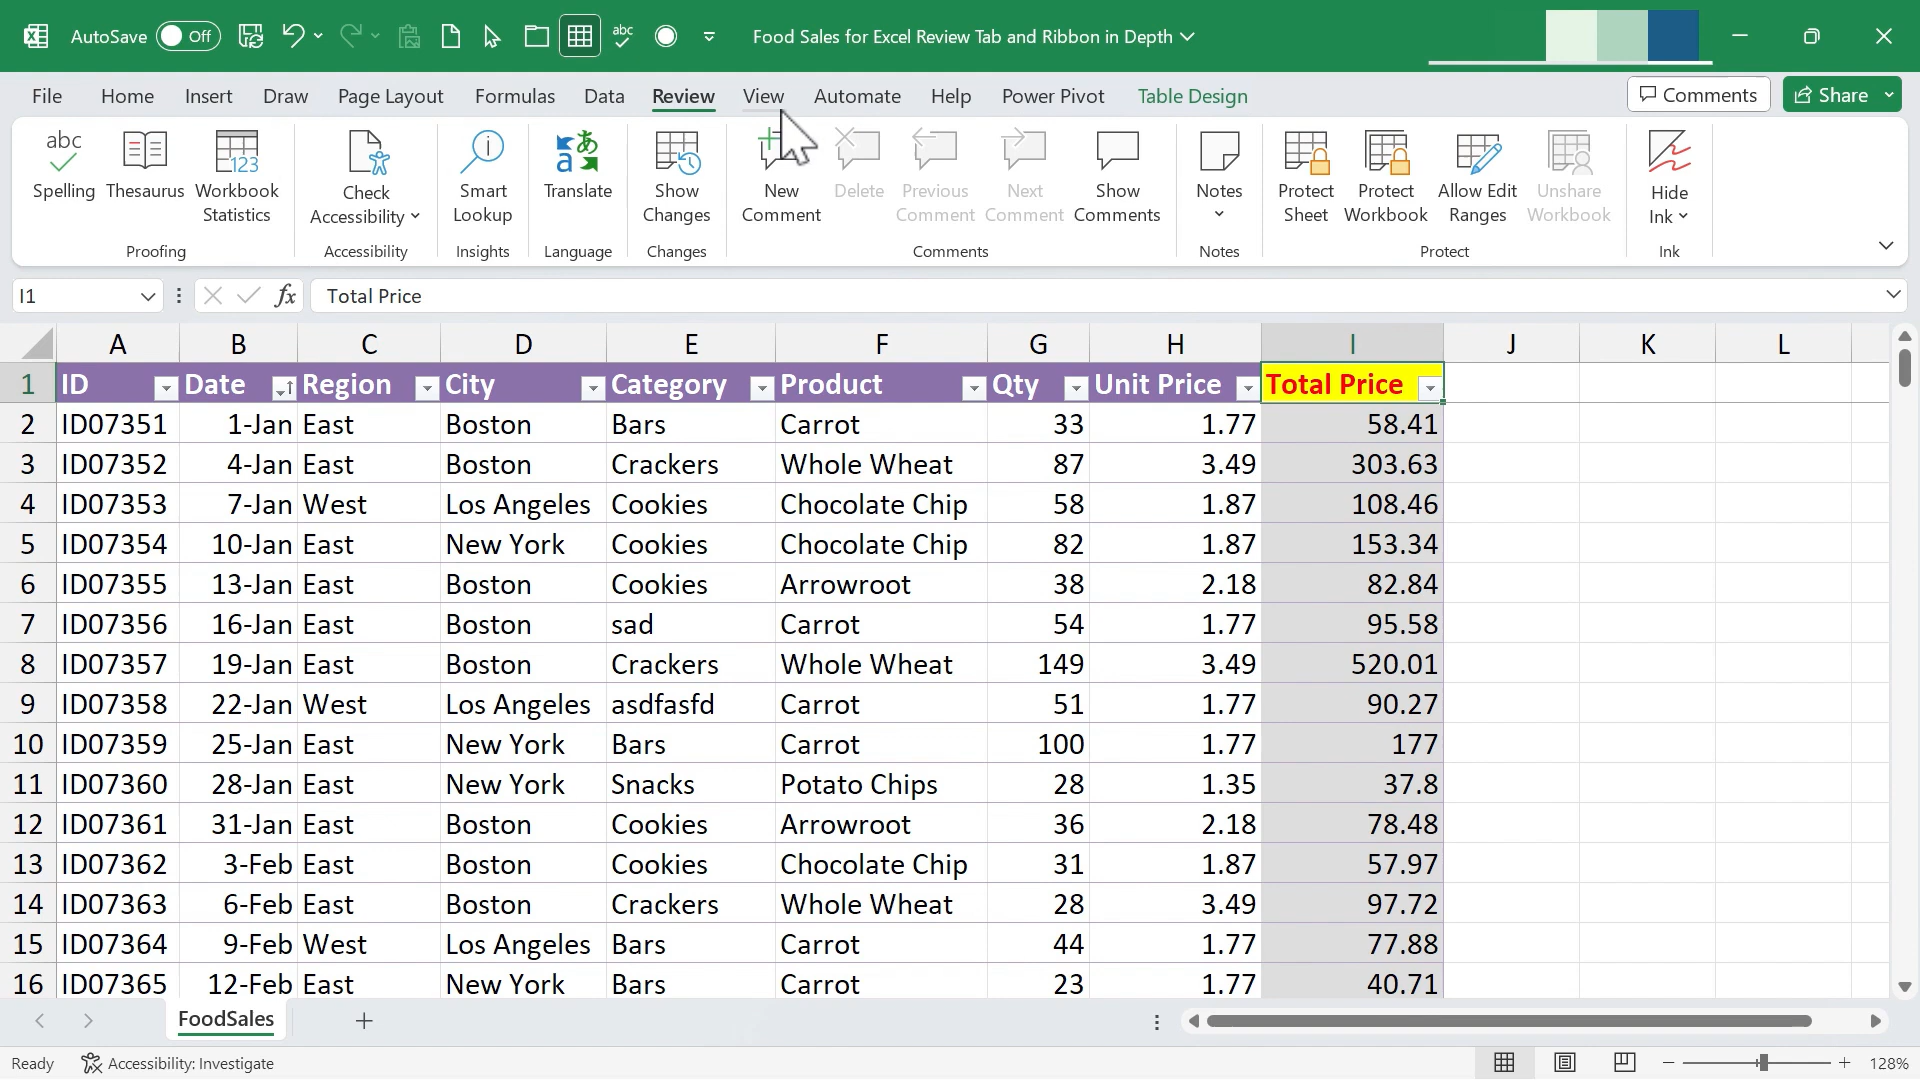 AutoSave Off abc Food Sales for Excel Review Tab and Ribbon in Depth
File Home Insert Draw Page Layout Formulas Data Review View Automate Help Power Pivot Table Design Comments Share
abc 123 a
Spelling Thesaurus Workbook Statistics Check Accessibility Smart Lookup Translate Show Changes New Comment Delete Previous Comment Next Comment Show Comments Notes Protect Sheet Protect Workbook Allow Edit Ranges Unshare Workbook Hide Ink
Proofing Accessibility Insights Language Changes Comments Notes Protect Ink
I1 fx Total Price
A B C D E F G H I J K L
1 ID Date Region City Category Product Qty Unit Price Total Price
2 ID07351 1-Jan East Boston Bars Carrot 33 1.77 58.41
3 ID07352 4-Jan East Boston Crackers Whole Wheat 87 3.49 303.63
4 ID07353 7-Jan West Los Angeles Cookies Chocolate Chip 58 1.87 108.46
5 ID07354 10-Jan East New York Cookies Chocolate Chip 82 1.87 153.34
6 ID07355 13-Jan East Boston Cookies Arrowroot 38 2.18 82.84
7 ID07356 16-Jan East Boston sad Carrot 54 1.77 95.58
8 ID07357 19-Jan East Boston Crackers Whole Wheat 149 3.49 520.01
9 ID07358 22-Jan West Los Angeles asdfasfd Carrot 51 1.77 90.27
10 ID07359 25-Jan East New York Bars Carrot 100 1.77 177
11 ID07360 28-Jan East New York Snacks Potato Chips 28 1.35 37.8
12 ID07361 31-Jan East Boston Cookies Arrowroot 36 2.18 78.48
13 ID07362 3-Feb East Boston Cookies Chocolate Chip 31 1.87 57.97
14 ID07363 6-Feb East Boston Crackers Whole Wheat 28 3.49 97.72
15 ID07364 9-Feb West Los Angeles Bars Carrot 44 1.77 77.88
16 ID07365 12-Feb East New York Bars Carrot 23 1.77 40.71
FoodSales
Ready Accessibility: Investigate 128%